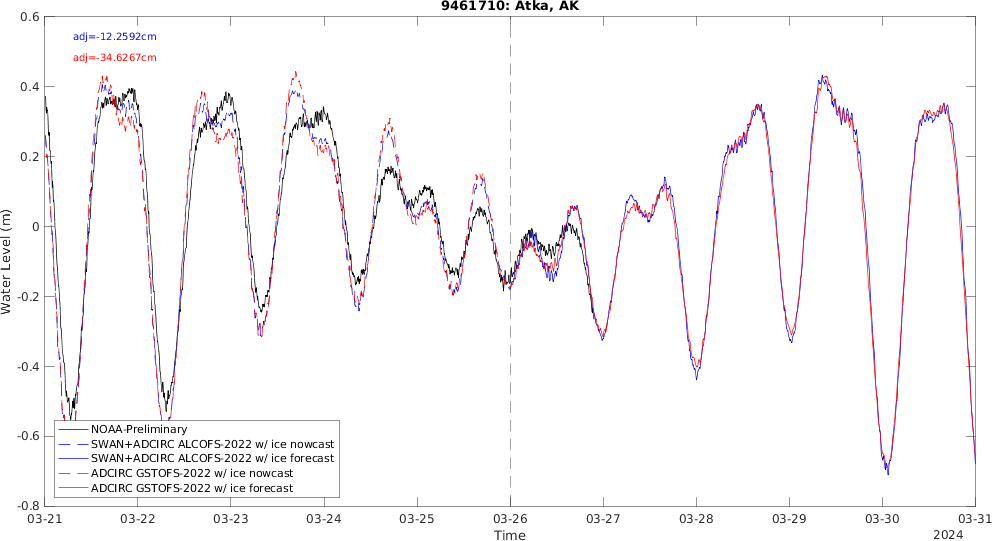 9461710: Atka, AK
0.6
adj=-12.2592cm
adj=-34.6267cm
0.4
0.2
0
-0.2
-0.4
-0.6
-0.8
Water Level (m)
NOAA-Preliminary
SWAN+ADCIRC ALCOFS-2022 w/ ice nowcast
SWAN+ADCIRC ALCOFS-2022 w/ ice forecast
ADCIRC GSTOFS-2022 w/ ice nowcast
ADCIRC GSTOFS-2022 w/ ice forecast
03-21 03-22 03-23 03-24 03-25 03-26 03-27 03-28 03-29 03-30 03-31
Time
2024